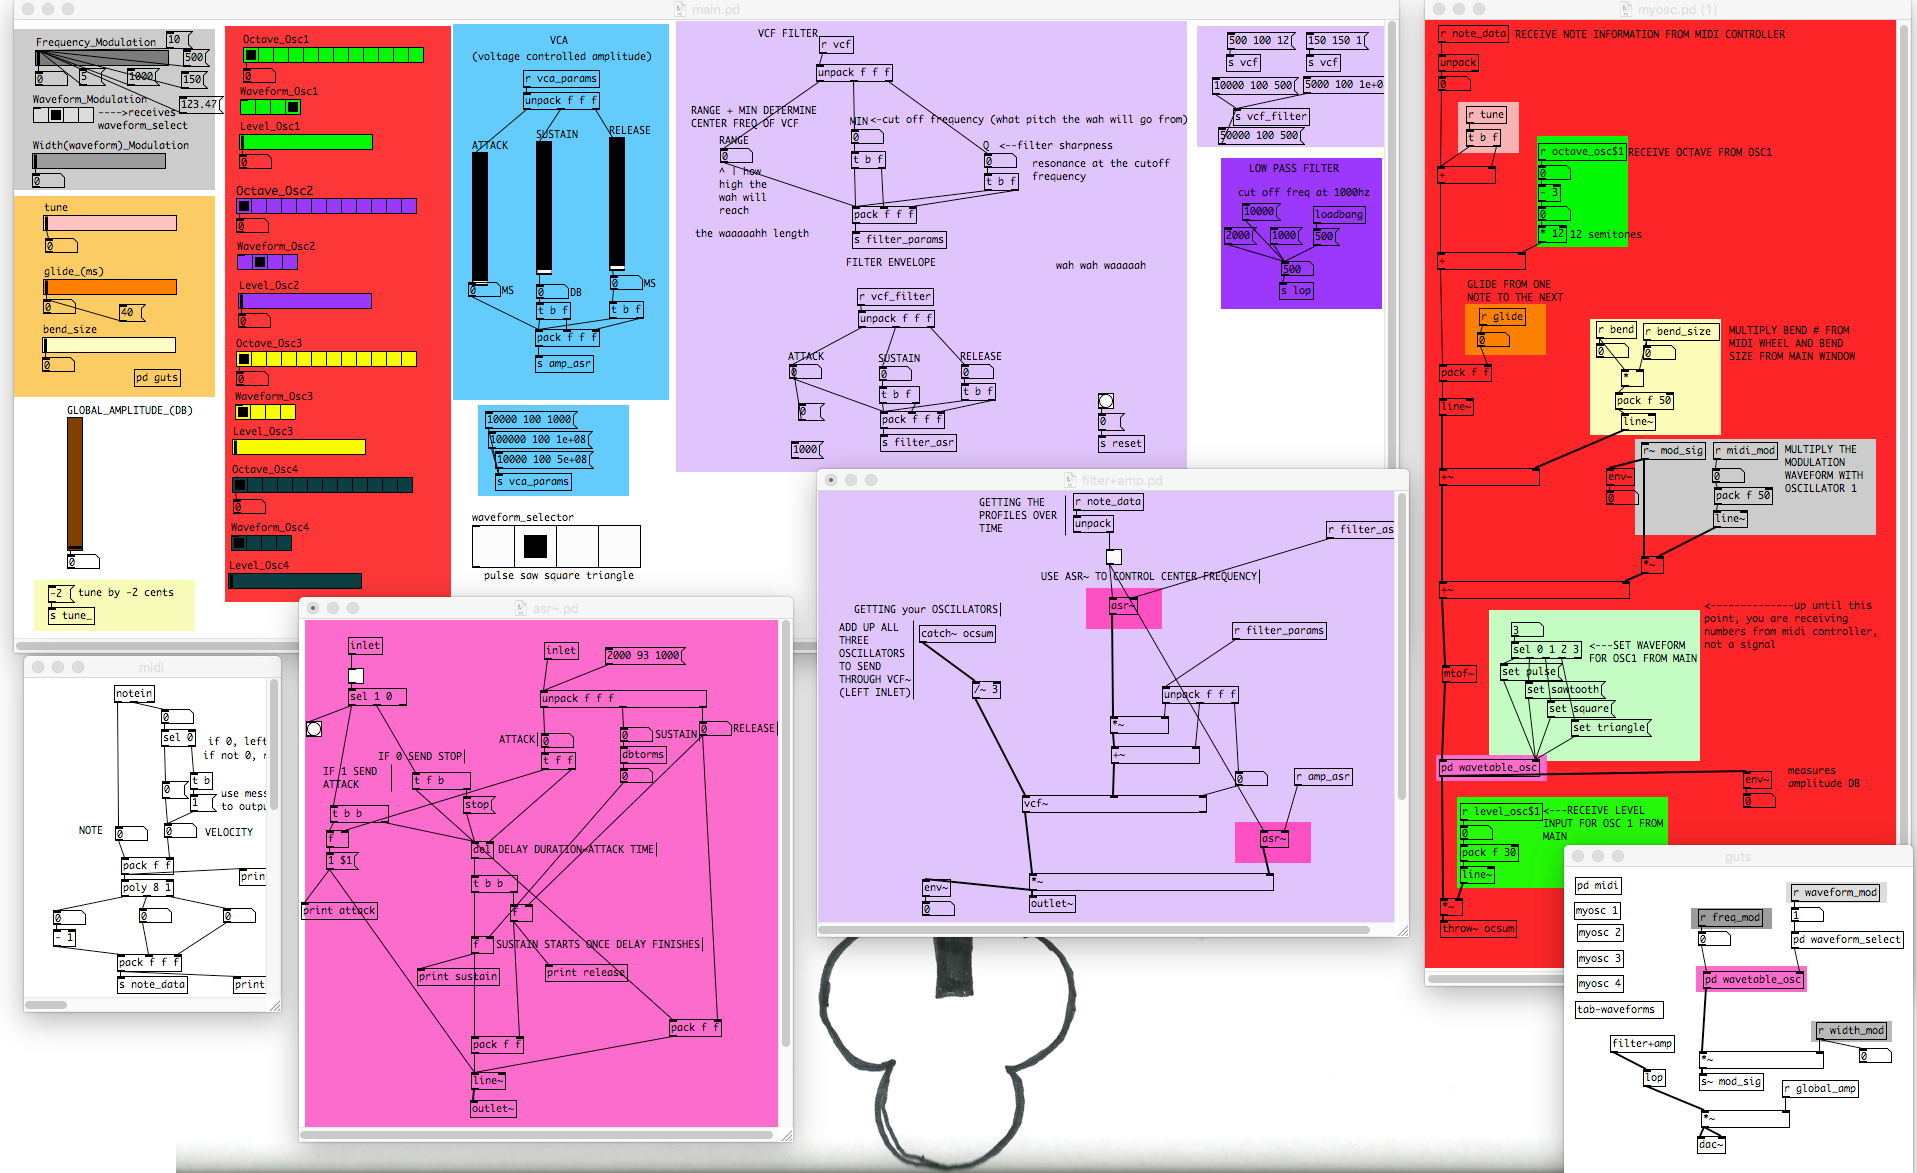 main.pd
Frequency_Modulation
10
500
0
5
1000
150
Waveform_Modulation
123.47
---->receives
waveform_select
Width(waveform)_Modulation
0
tune
0
glide_(ms)
0
40
bend_size
0
pd guts
GLOBAL_AMPLITUDE_(DB)
0
-2
tune by -2 cents
s tune_
Octave_Osc1
0
Waveform_Osc1
Level_Osc1
0
Octave_Osc2
0
Waveform_Osc2
Level_Osc2
0
Octave_Osc3
0
Waveform_Osc3
Level_Osc3
Octave_Osc4
0
Waveform_Osc4
Level_Osc4
VCA
(voltage controlled amplitude)
r vca_params
unpack f f f
ATTACK
SUSTAIN
RELEASE
0
MS
0
DB
0
MS
t b f
t b f
pack f f f
s amp_asr
10000 100 1000
100000 100 1e+08
10000 100 5e+08
s vca_params
waveform_selector
pulse saw square triangle
VCF FILTER
r vcf
unpack f f f
RANGE + MIN DETERMINE
CENTER FREQ OF VCF
MIN
<-cut off frequency (what pitch the wah will go from)
RANGE
0
0
Q
<--filter sharpness
0
t b f
resonance at the cutoff
frequency
^ | how
high the
wah will
reach
t b f
pack f f f
the waaaaahh length
s filter_params
FILTER ENVELOPE
wah wah waaaaah
r vcf_filter
unpack f f f
ATTACK
SUSTAIN
RELEASE
0
0
0
t b f
t b f
0
pack f f f
1000
s filter_asr
0
s reset
500 100 12
150 150 1
s vcf
s vcf
10000 100 500
5000 100 1e+0
s vcf_filter
50000 100 500
LOW PASS FILTER
cut off freq at 1000hz
10000
loadbang
2000
1000
500
500
s lop
myosc.pd (1)
r note_data
RECEIVE NOTE INFORMATION FROM MIDI CONTROLLER
unpack
0
r tune
t b f
+
r octave_osc$1
RECEIVE OCTAVE FROM OSC1
0
- 3
0
* 12
12 semitones
+
GLIDE FROM ONE
NOTE TO THE NEXT
r glide
0
pack f f
line~
r bend
r bend_size
0
0
*
pack f 50
line~
MULTIPLY BEND # FROM
MIDI WHEEL AND BEND
SIZE FROM MAIN WINDOW
+~
env~
0
r~ mod_sig
r midi_mod
0
pack f 50
line~
MULTIPLY THE
MODULATION
WAVEFORM WITH
OSCILLATOR 1
*~
+~
<--------------up until this
point, you are receiving
numbers from midi controller,
not a signal
3
sel 0 1 2 3
<---SET WAVEFORM
FOR OSC1 FROM MAIN
mtof~
set pulse
set sawtooth
set square
set triangle
pd wavetable_osc
env~
0
measures
amplitude DB
r level_osc$1
<---RECEIVE LEVEL
INPUT FOR OSC 1 FROM
MAIN
0
pack f 30
line~
*~
throw~ ocsum
midi
notein
0
sel 0
if 0, left
if not 0, r
t b
0
1
use mess
to outpu
NOTE
0
0
VELOCITY
pack f f
prin
poly 8 1
0
0
0
- 1
pack f f f
s note_data
print
asr~.pd
inlet
inlet
2000 93 1000
sel 1 0
unpack f f f
0
RELEASE
ATTACK
0
0
SUSTAIN
dbtorms
t f f
0
IF 0 SEND STOP
IF 1 SEND
ATTACK
t f b
stop
t b b
f
1 $1
del
DELAY DURATION=ATTACK TIME
t b b
print attack
f
f
SUSTAIN STARTS ONCE DELAY FINISHES
print sustain
print release
pack f f
pack f f
line~
outlet~
filter+amp.pd
GETTING THE
PROFILES OVER
TIME
r note_data
unpack
r filter_as
USE ASR~ TO CONTROL CENTER FREQUENCY
asr~
GETTING your OSCILLATORS
ADD UP ALL
THREE
OSCILLATORS
TO SEND
THROUGH VCF~
(LEFT INLET)
catch~ ocsum
r filter_params
/~ 3
unpack f f f
*~
+~
0
r amp_asr
vcf~
asr~
*~
env~
0
outlet~
guts
pd midi
myosc 1
myosc 2
myosc 3
myosc 4
tab-waveforms
r waveform_mod
r freq_mod
1
0
pd waveform_select
pd wavetable_osc
r width_mod
filter+amp
*~
0
lop
s~ mod_sig
r global_amp
*~
dac~